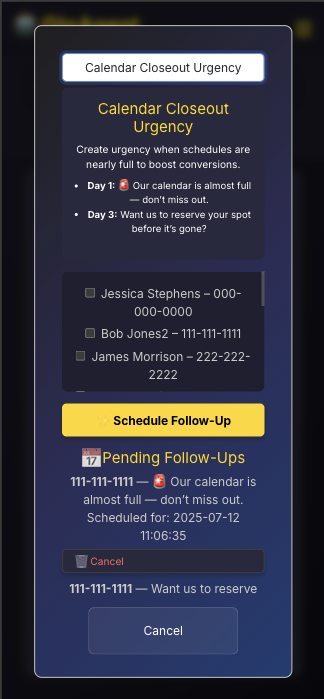 Calendar Closeout Urgency
Calendar Closeout
Urgency
Create urgency when schedules are
nearly full to boost conversions.
• Day 1: 🚨 Our calendar is almost full
— don't miss out.
• Day 3: Want us to reserve your spot
before it's gone?
Jessica Stephens – 000-
000-0000
Bob Jones2 – 111-111-1111
James Morrison – 222-222-
2222
✨ Schedule Follow-Up
📅Pending Follow-Ups
111-111-1111 — 🚨 Our calendar is
almost full — don't miss out.
Scheduled for: 2025-07-12
11:06:35
🗑️Cancel
111-111-1111 — Want us to reserve
Cancel